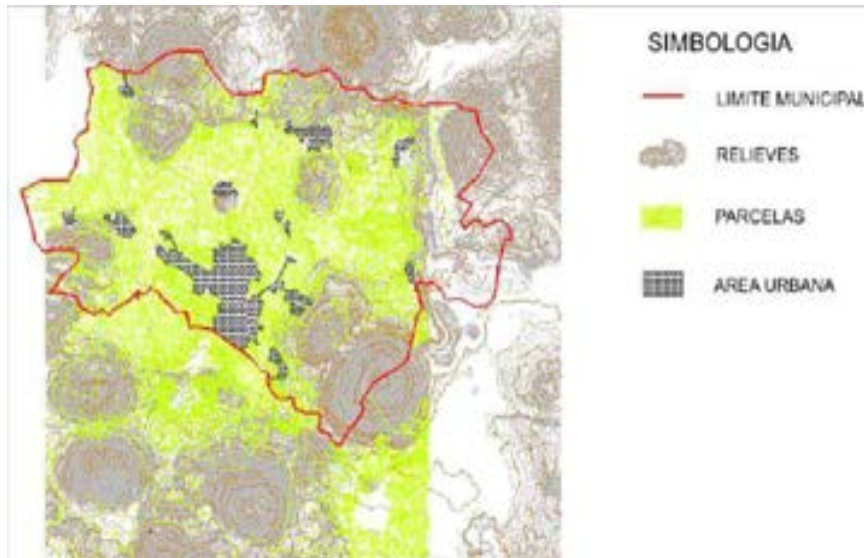 SIMBOLOGIA
LIMITE MUNICIPAL
RELIEVES
PARCELAS
AREA URBANA